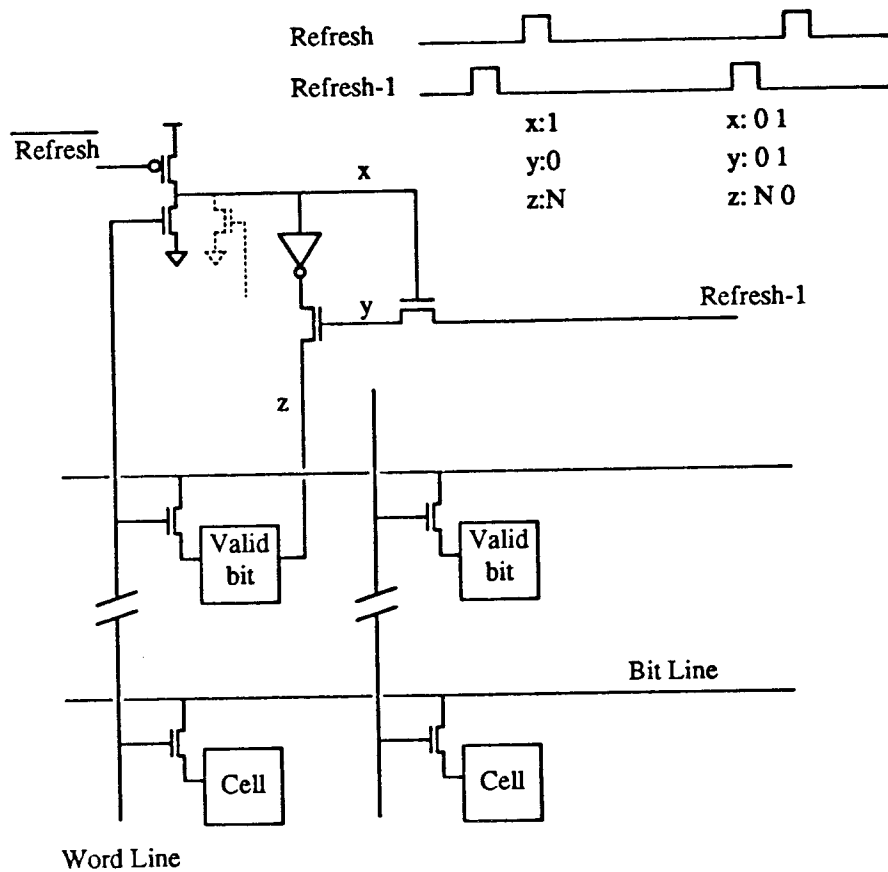 Refresh
Refresh-1
x:1
x: 0 1
y:0
y: 0 1
z:N
z: N 0
Refresh
x
y
Refresh-1
z
Valid
bit
Valid
bit
Bit Line
Cell
Cell
Word Line